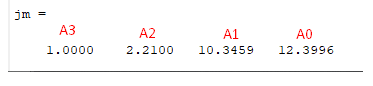 jm =
A3 A2 A1 A0
1.0000 2.2100 10.3459 12.3996